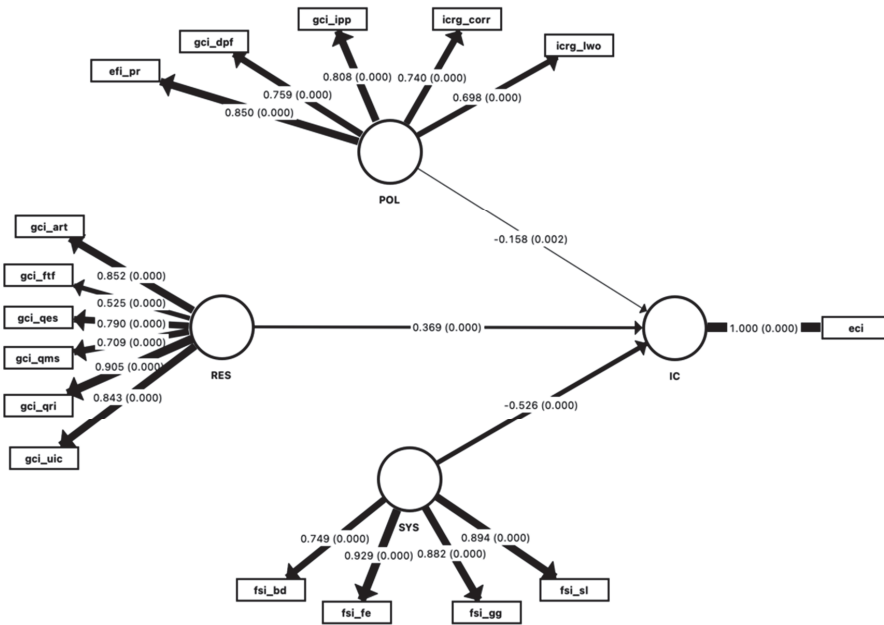 gci_ipp
icrg_corr
gci_dpf
icrg_lwo
efi_pr
0.808 (0.000)
0.740 (0.000)
0.759 (0.000)
0.698 (0.000)
0.850 (0.000)
POL
gci_art
-0.158 (0.002)
gci_ftf
0.852 (0.000)
0.525 (0.000)
gci_qes
0.790 (0.000)
0.369 (0.000)
1.000 (0.000)
eci
0.709 (0.000)
gci_qms
0.905 (0.000)
RES
IC
0.843 (0.000)
gci_qri
-0.526 (0.000)
gci_uic
SYS
0.749 (0.000)
0.894 (0.000)
0.929 (0.000)
0.882 (0.000)
fsi_bd
fsi_sl
fsi_fe
fsi_gg